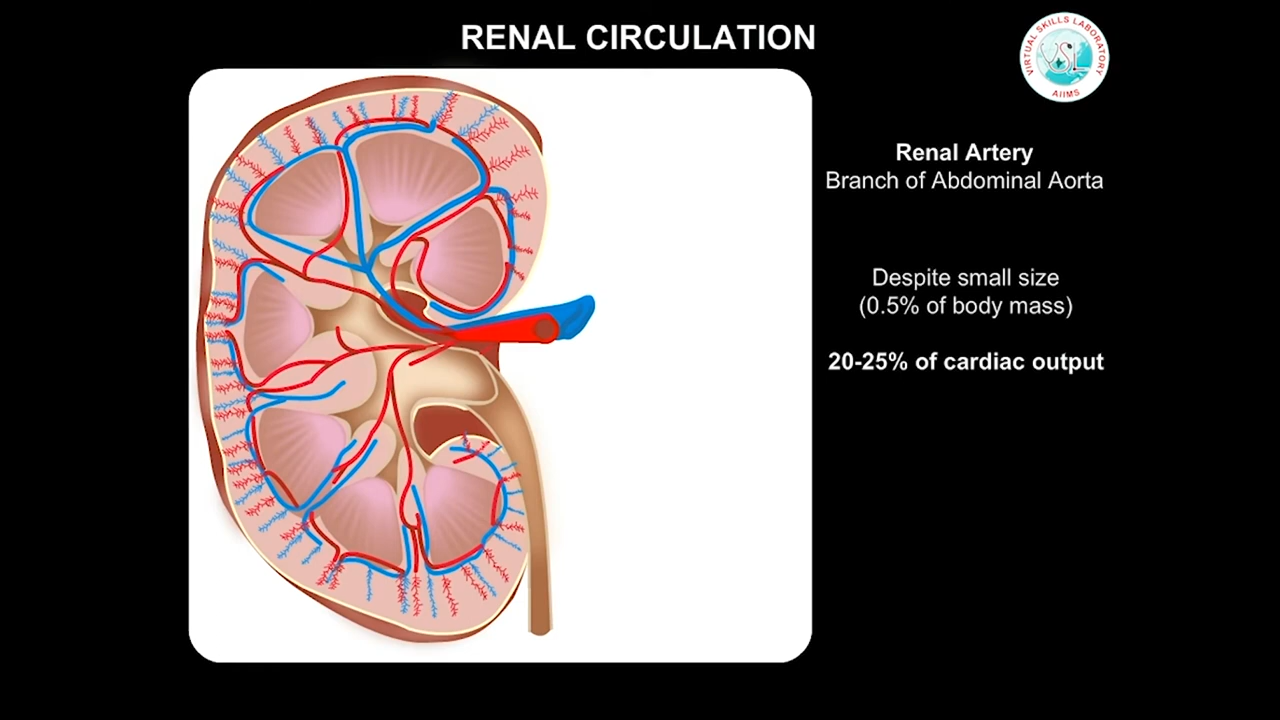 RENAL CIRCULATION
VIRTUAL SKILLS LABORATORY
VSL
AIIMS
Renal Artery
Branch of Abdominal Aorta
Despite small size
(0.5% of body mass)
20-25% of cardiac output